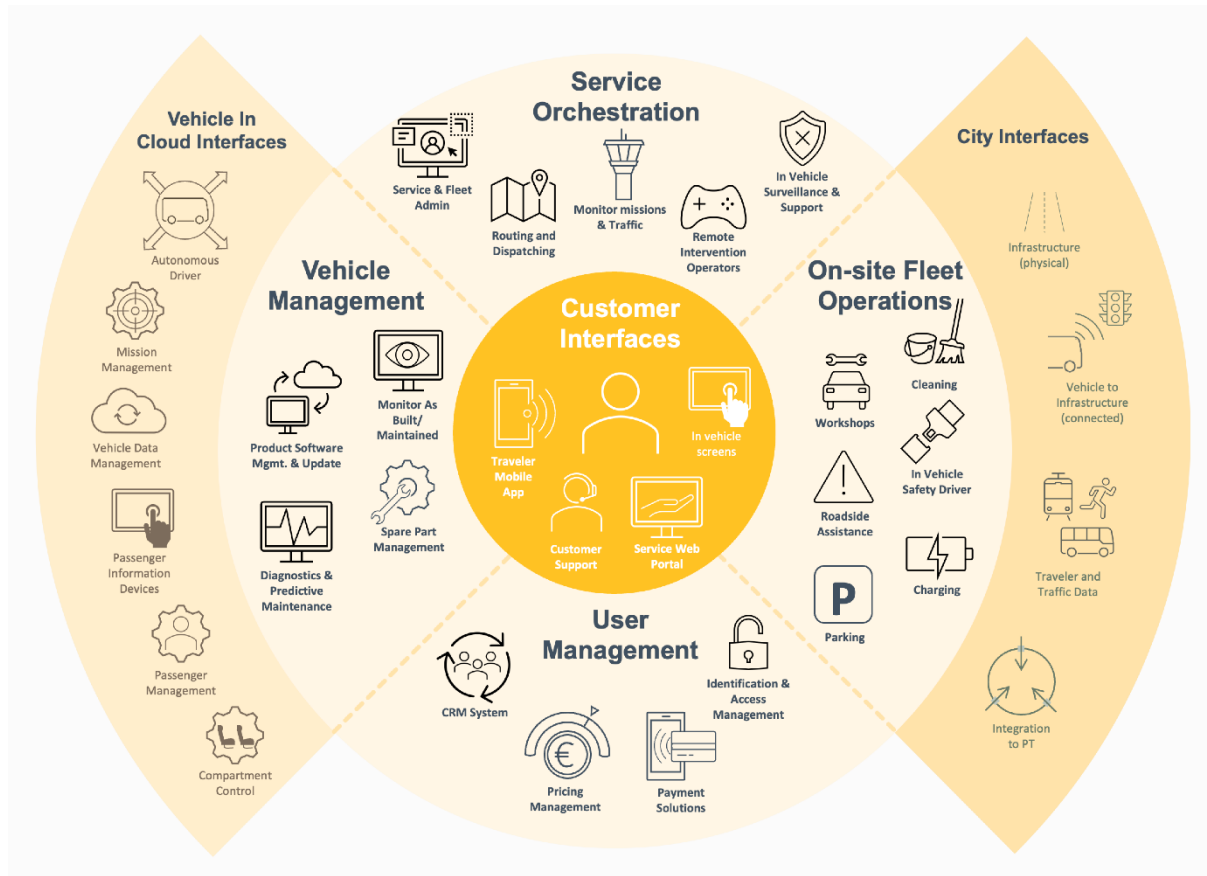 Service
Orchestration
Service & Fleet
Admin
Routing and
Dispatching
Monitor missions
& Traffic
Remote
Intervention
Operators
In Vehicle
Surveillance &
Support
Vehicle In
Cloud Interfaces
Autonomous
Driver
Mission
Management
Vehicle Data
Management
Passenger
Information
Devices
Passenger
Management
Compartment
Control
Vehicle
Management
Monitor As
Built/
Maintained
Product Software
Mgmt. & Update
Spare Part
Management
Diagnostics &
Predictive
Maintenance
Customer
Interfaces
Traveler
Mobile
App
In vehicle
screens
Customer
Support
Service Web
Portal
On-site Fleet
Operations
Cleaning
Workshops
In Vehicle
Safety Driver
Roadside
Assistance
Charging
P
Parking
User
Management
CRM System
€
Pricing
Management
Payment
Solutions
Identification &
Access
Management
City Interfaces
Infrastructure
(physical)
Vehicle to
Infrastructure
(connected)
Traveler and
Traffic Data
Integration
to PT